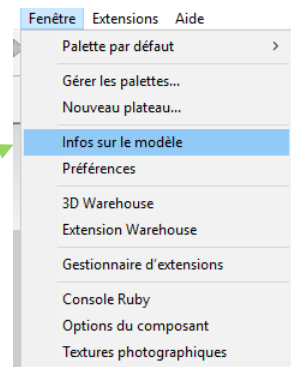 Fenêtre Extensions Aide
Palette par défaut >
Gérer les palettes...
Nouveau plateau...
Infos sur le modèle
Préférences
3D Warehouse
Extension Warehouse
Gestionnaire d'extensions
Console Ruby
Options du composant
Textures photographiques